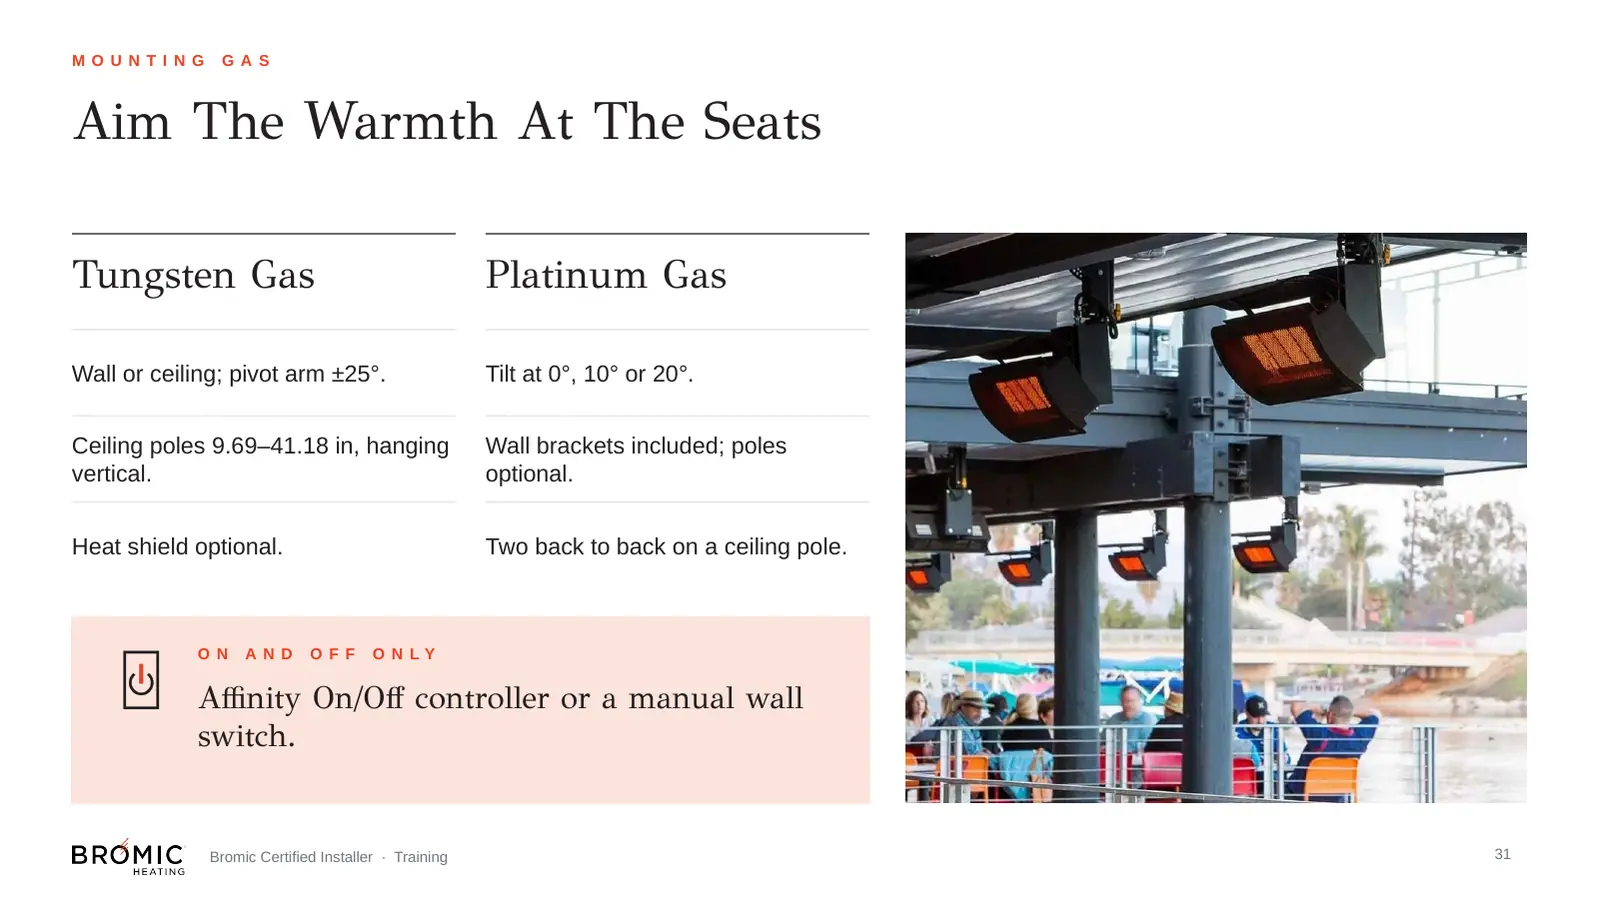 MOUNTING GAS
Aim The Warmth At The Seats
Tungsten Gas
Wall or ceiling; pivot arm ±25°.
Ceiling poles 9.69–41.18 in, hanging
vertical.
Heat shield optional.
Platinum Gas
Tilt at 0°, 10° or 20°.
Wall brackets included; poles
optional.
Two back to back on a ceiling pole.
ON AND OFF ONLY
Affinity On/Off controller or a manual wall
switch.
BROMIC
HEATING
Bromic Certified Installer · Training
31